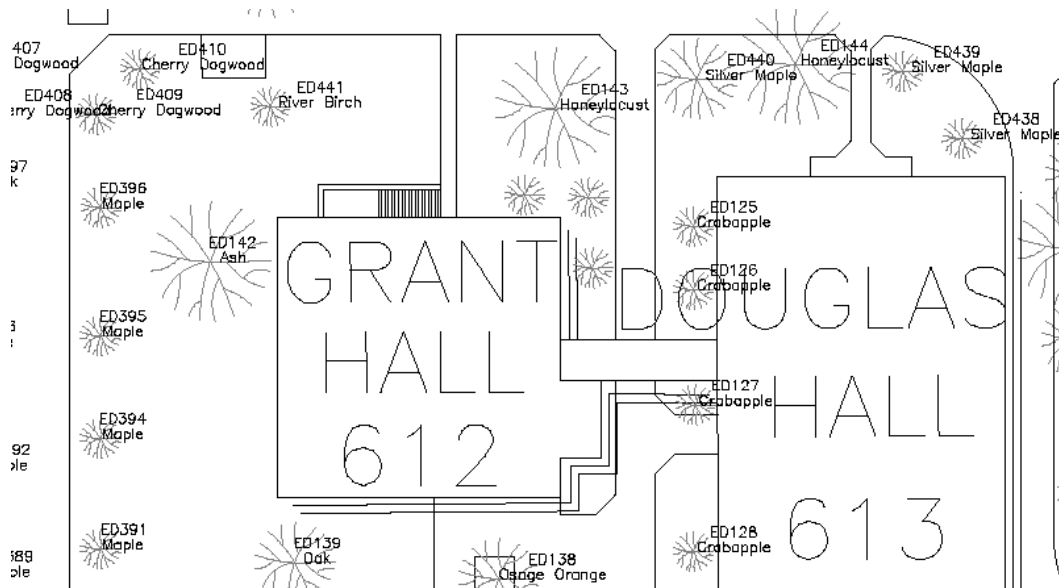 407
Dogwood
ED410
Cherry Dogwood
ED408
Cherry Dogwood
ED409
Cherry Dogwood
ED441
River Birch
ED143
Honeylocust
ED440
Silver Maple
ED144
Honeylocust
ED439
Silver Maple
ED438
Silver Maple
97
ED396
Maple
ED142
Ash
ED125
Crabapple
ED126
Crabapple
GRANT
HALL
612
DOUGLAS
HALL
613
ED395
Maple
ED127
Crabapple
ED394
Maple
92
ED391
Maple
ED139
Oak
ED138
Osage Orange
ED128
Crabapple